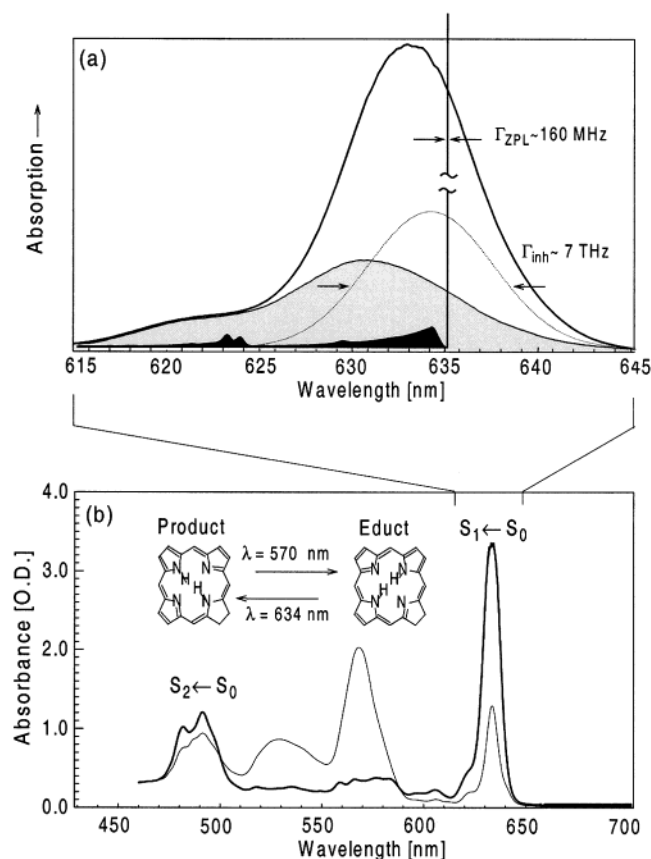 (a)
Absorption
Γ_ZPL~160 MHz
Γ_inh~ 7 THz
615 620 625 630 635 640 645
Wavelength [nm]
4.0
(b)
Product
Educt
S₁←S₀
λ = 570 nm
3.0
N
H
H
N
N
N
N
H
H
N
N
N
λ = 634 nm
2.0
S₂←S₀
1.0
0.0
Absorbance [O.D.]
450 500 550 600 650 700
Wavelength [nm]